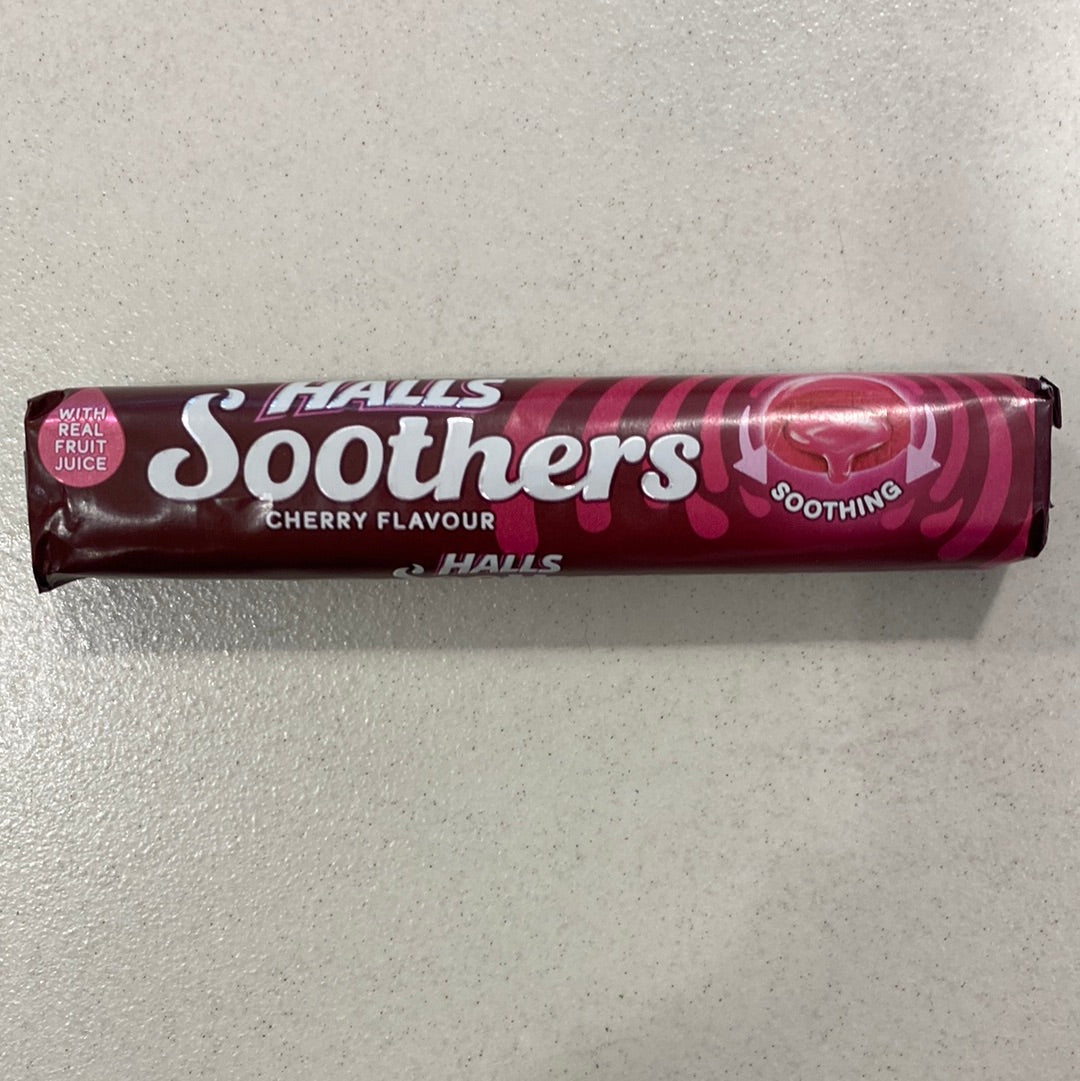 WITH
REAL
FRUIT
JUICE
HALLS
Soothers
CHERRY FLAVOUR
SOOTHING
HALLS